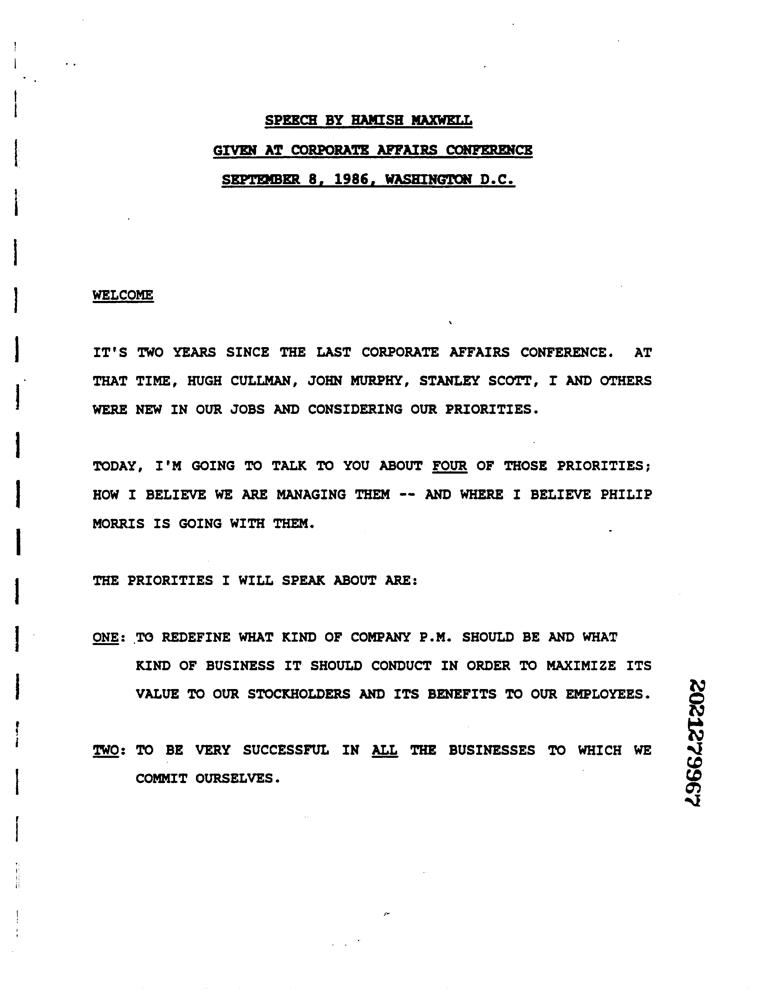 SPEECH BY HAMISH MAXWELL
GIVEN AT CORPORATE AFFAIRS CONFERENCE
SEPTEMBER 8, 1986, WASHINGTON D.C.
WELCOME
IT'S TWO YEARS SINCE THE LAST CORPORATE AFFAIRS CONFERENCE. AT
THAT TIME, HUGH CULLMAN, JOHN MURPHY, STANLEY SCOTT, I AND OTHERS
WERE NEW IN OUR JOBS AND CONSIDERING OUR PRIORITIES.
TODAY, I'M GOING TO TALK TO YOU ABOUT FOUR OF THOSE PRIORITIES;
HOW I BELIEVE WE ARE MANAGING THEM -- AND WHERE I BELIEVE PHILIP
MORRIS IS GOING WITH THEM.
THE PRIORITIES I WILL SPEAK ABOUT ARE:
ONE: TO REDEFINE WHAT KIND OF COMPANY P.M. SHOULD BE AND WHAT
KIND OF BUSINESS IT SHOULD CONDUCT IN ORDER TO MAXIMIZE ITS
VALUE TO OUR STOCKHOLDERS AND ITS BENEFITS TO OUR EMPLOYEES.
TWO: TO BE VERY SUCCESSFUL IN ALL THE BUSINESSES TO WHICH WE
COMMIT OURSELVES.
2021279967